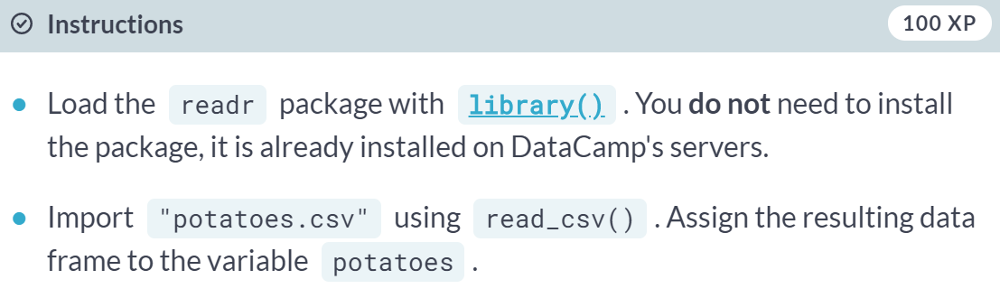 Instructions
100 XP
Load the readr package with library() . You do not need to install
the package, it is already installed on DataCamp's servers.
Import "potatoes.csv" using read_csv() . Assign the resulting data
frame to the variable potatoes .